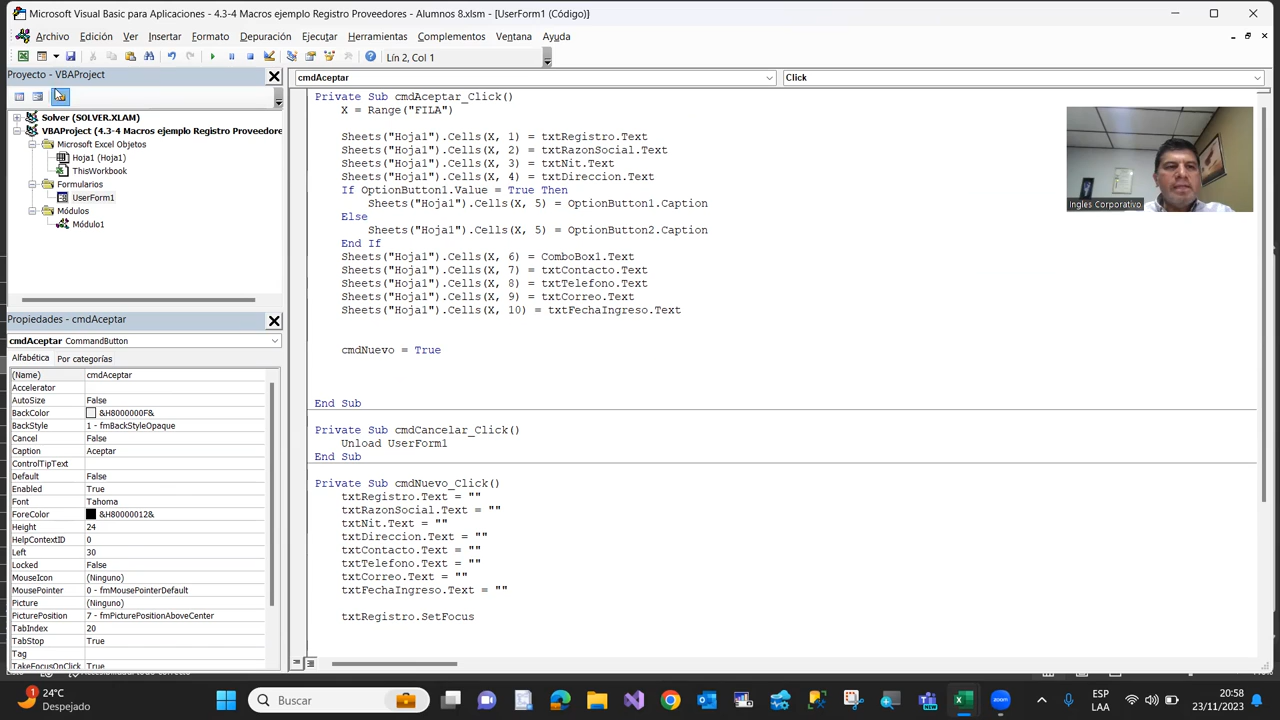 Microsoft Visual Basic para Aplicaciones - 4.3-4 Macros ejemplo Registro Proveedores - Alumnos 8.xlsm - [UserForm1 (Código)]
Archivo Edición Ver Insertar Formato Depuración Ejecutar Herramientas Complementos Ventana Ayuda
Lín 2, Col 1
Proyecto - VBAProject
Solver (SOLVER.XLAM)
VBAProject (4.3-4 Macros ejemplo Registro Proveedores
Microsoft Excel Objetos
Hoja1 (Hoja1)
ThisWorkbook
Formularios
UserForm1
Módulos
Módulo1
Propiedades - cmdAceptar
cmdAceptar CommandButton
Alfabética Por categorías
(Name) cmdAceptar
Accelerator
AutoSize False
BackColor &H8000000F&
BackStyle 1 - fmBackStyleOpaque
Cancel False
Caption Aceptar
ControlTipText
Default False
Enabled True
Font Tahoma
ForeColor &H80000012&
Height 24
HelpContextID 0
Left 30
Locked False
MouseIcon (Ninguno)
MousePointer 0 - fmMousePointerDefault
Picture (Ninguno)
PicturePosition 7 - fmPicturePositionAboveCenter
TabIndex 20
TabStop True
Tag
TakeFocusOnClick True
cmdAceptar Click
Private Sub cmdAceptar_Click()
X = Range("FILA")
Sheets("Hoja1").Cells(X, 1) = txtRegistro.Text
Sheets("Hoja1").Cells(X, 2) = txtRazonSocial.Text
Sheets("Hoja1").Cells(X, 3) = txtNit.Text
Sheets("Hoja1").Cells(X, 4) = txtDireccion.Text
If OptionButton1.Value = True Then
Sheets("Hoja1").Cells(X, 5) = OptionButton1.Caption
Else
Sheets("Hoja1").Cells(X, 5) = OptionButton2.Caption
End If
Sheets("Hoja1").Cells(X, 6) = ComboBox1.Text
Sheets("Hoja1").Cells(X, 7) = txtContacto.Text
Sheets("Hoja1").Cells(X, 8) = txtTelefono.Text
Sheets("Hoja1").Cells(X, 9) = txtCorreo.Text
Sheets("Hoja1").Cells(X, 10) = txtFechaIngreso.Text
cmdNuevo = True
End Sub
Private Sub cmdCancelar_Click()
Unload UserForm1
End Sub
Private Sub cmdNuevo_Click()
txtRegistro.Text = ""
txtRazonSocial.Text = ""
txtNit.Text = ""
txtDireccion.Text = ""
txtContacto.Text = ""
txtTelefono.Text = ""
txtCorreo.Text = ""
txtFechaIngreso.Text = ""
txtRegistro.SetFocus
Ingles Corporativo
24°C
Despejado
Buscar
ESP
LAA
20:58
23/11/2023